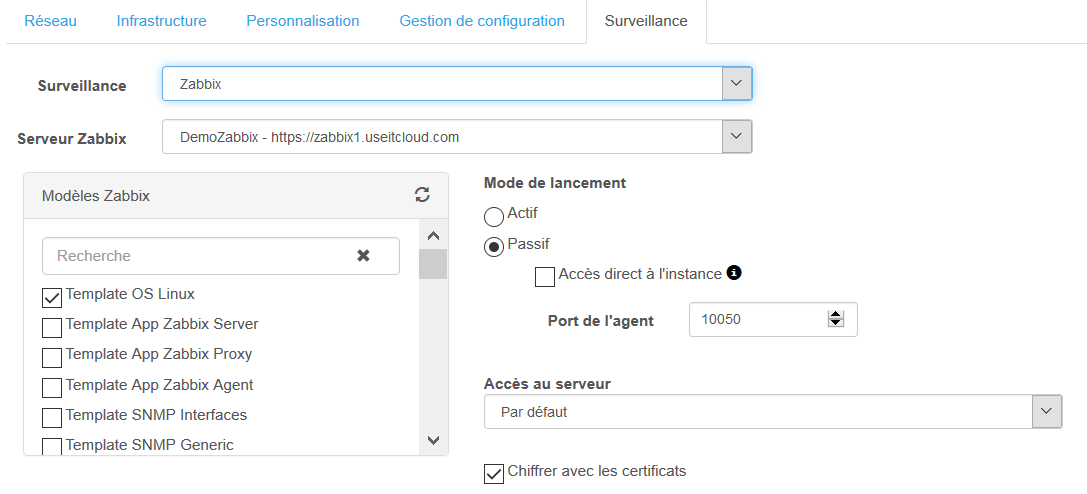 Réseau Infrastructure Personnalisation Gestion de configuration Surveillance
Surveillance Zabbix
Serveur Zabbix DemoZabbix - https://zabbix1.useitcloud.com
Modèles Zabbix
Recherche
Template OS Linux
Template App Zabbix Server
Template App Zabbix Proxy
Template App Zabbix Agent
Template SNMP Interfaces
Template SNMP Generic
Mode de lancement
Actif
Passif
Accès direct à l'instance
Port de l'agent 10050
Accès au serveur
Par défaut
Chiffrer avec les certificats